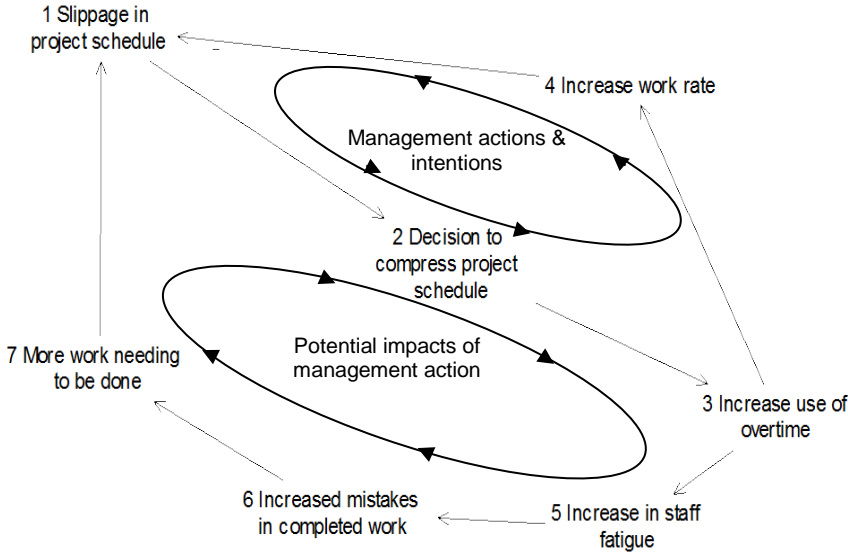 1 Slippage in
project schedule
4 Increase work rate
Management actions &
intentions
2 Decision to
compress project
schedule
Potential impacts of
management action
7 More work needing
to be done
3 Increase use of
overtime
6 Increased mistakes
in completed work
5 Increase in staff
fatigue